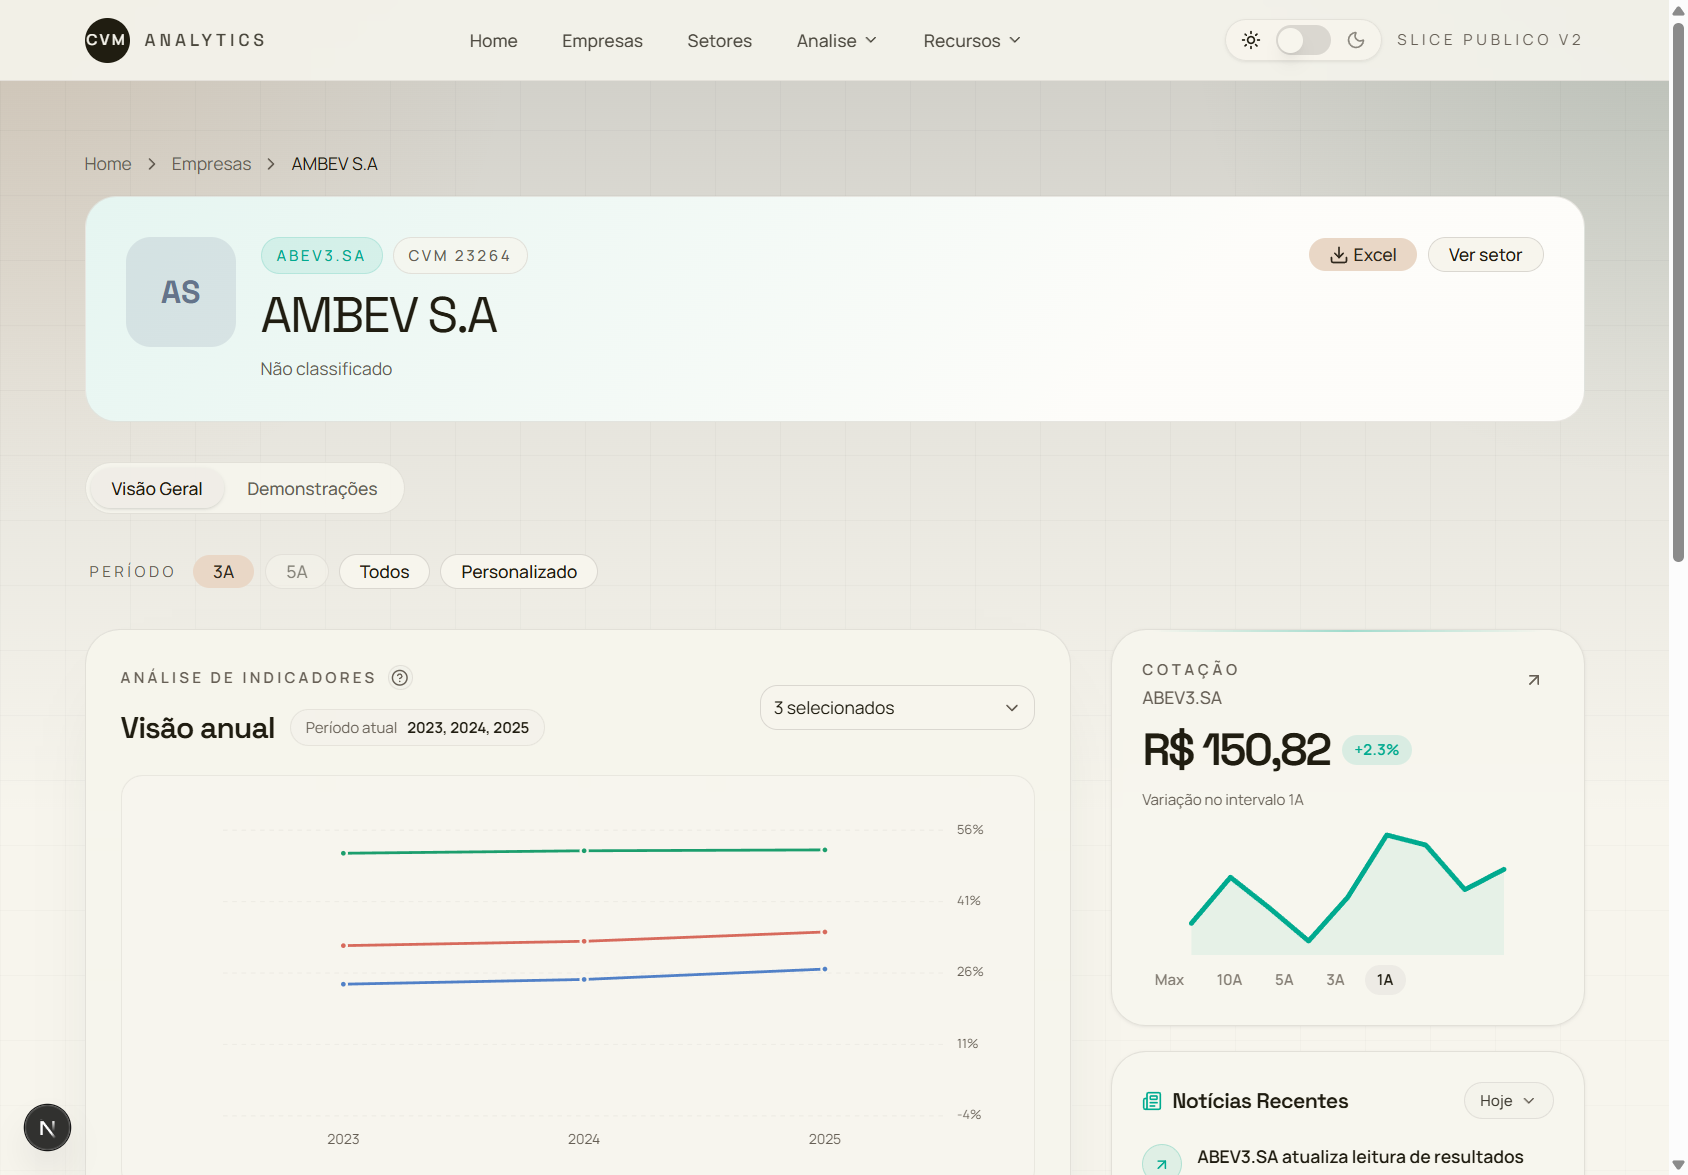 CVM ANALYTICS
Home Empresas Setores Analise Recursos
SLICE PUBLICO V2
Home > Empresas > AMBEV S.A
AS
ABEV3.SA CVM 23264
AMBEV S.A
Não classificado
Excel Ver setor
Visão Geral Demonstrações
PERÍODO 3A 5A Todos Personalizado
ANÁLISE DE INDICADORES ?
Visão anual Período atual 2023, 2024, 2025
3 selecionados
56%
41%
26%
11%
-4%
2023 2024 2025
COTAÇÃO
ABEV3.SA
R$ 150,82 +2.3%
Variação no intervalo 1A
Max 10A 5A 3A 1A
Notícias Recentes Hoje
ABEV3.SA atualiza leitura de resultados
N